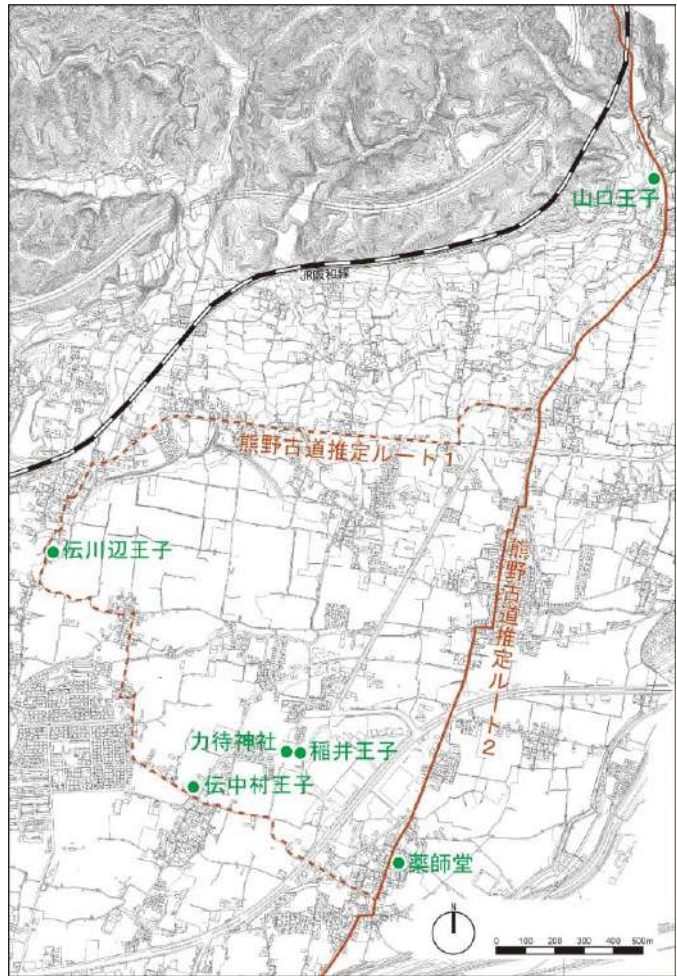 山口王子
JR阪和線
熊野古道推定ルート1
伝川辺王子
熊野古道推定ルート2
力待神社
稲井王子
伝中村王子
薬師堂
N
0 100 200 300 400 500m